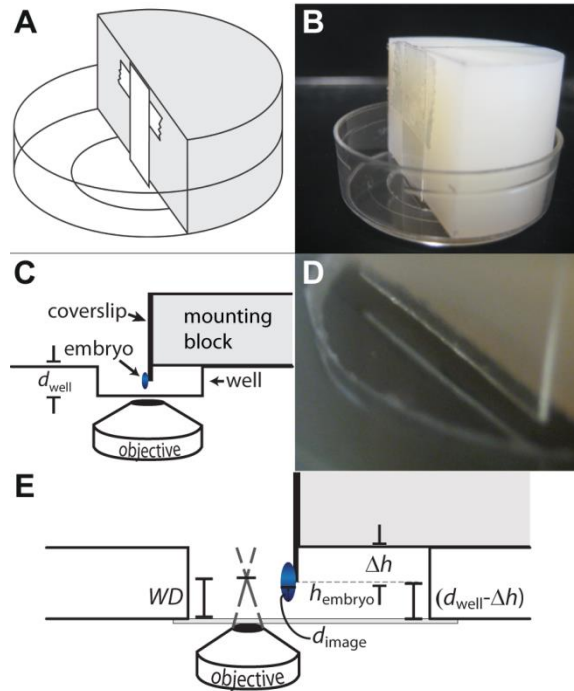 A
B
C
coverslip
mounting
block
embryo
d_well
well
objective
D
E
Δh
WD
h_embryo
(d_well-Δh)
d_image
objective